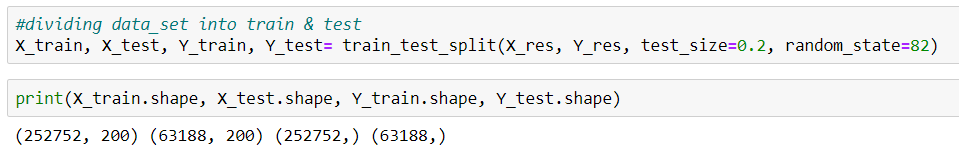 #dividing data_set into train & test
X_train, X_test, Y_train, Y_test= train_test_split(X_res, Y_res, test_size=0.2, random_state=82)
print(X_train.shape, X_test.shape, Y_train.shape, Y_test.shape)
(252752, 200) (63188, 200) (252752,) (63188,)